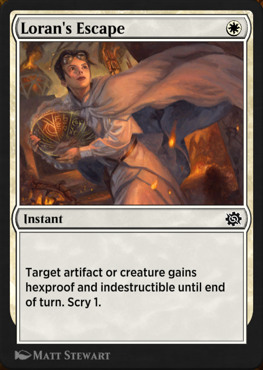 Loran's Escape
Instant
Target artifact or creature gains
hexproof and indestructible until end
of turn. Scry 1.
Matt Stewart